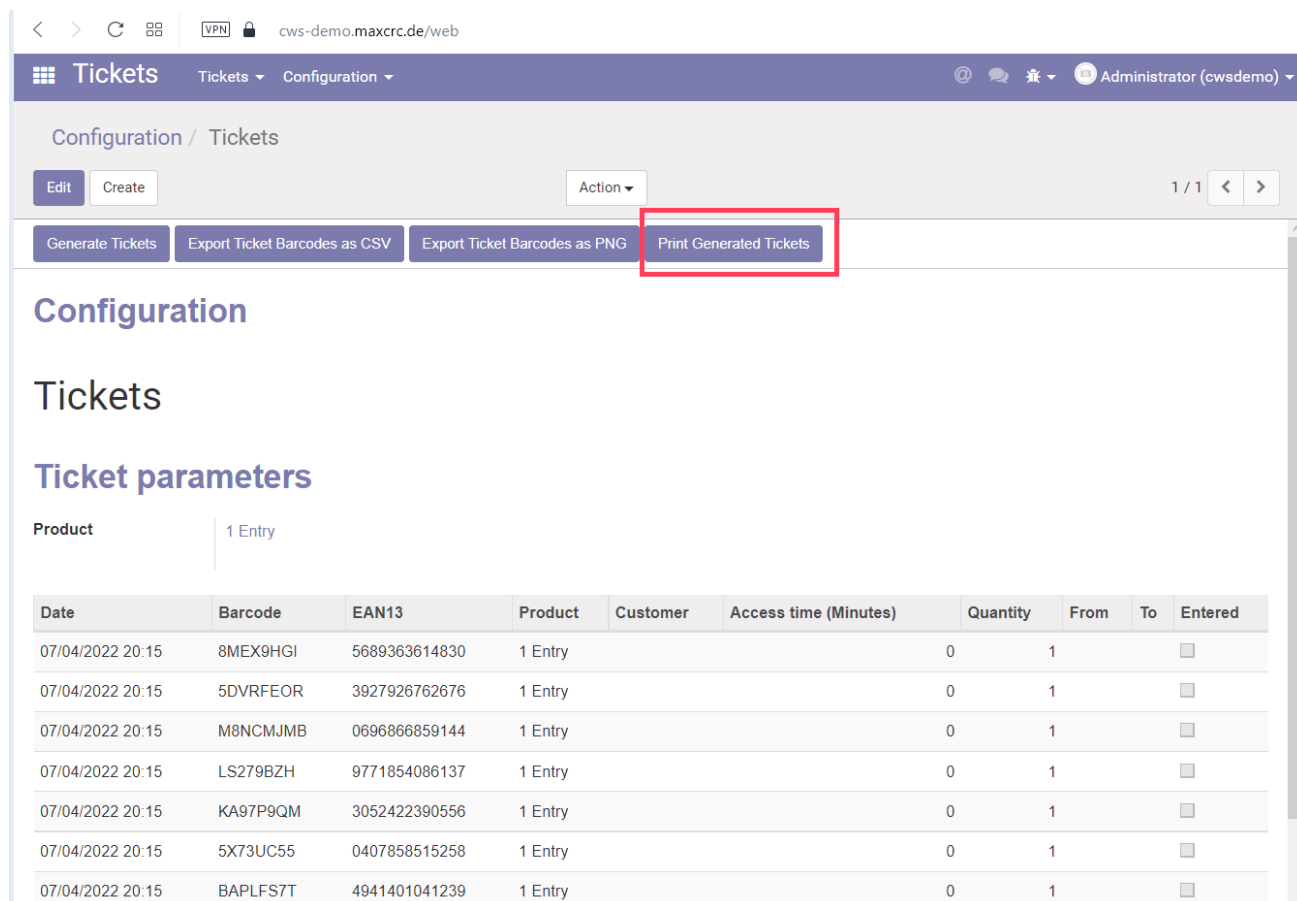 VPN cws-demo.maxcrc.de/web
Tickets Tickets Configuration @ Administrator (cwsdemo)
Configuration / Tickets
Edit Create Action 1 / 1
Generate Tickets Export Ticket Barcodes as CSV Export Ticket Barcodes as PNG Print Generated Tickets
Configuration
Tickets
Ticket parameters
Product 1 Entry
Date Barcode EAN13 Product Customer Access time (Minutes) Quantity From To Entered
07/04/2022 20:15 8MEX9HGI 5689363614830 1 Entry 0 1
07/04/2022 20:15 5DVRFEOR 3927926762676 1 Entry 0 1
07/04/2022 20:15 M8NCMJMB 0696866859144 1 Entry 0 1
07/04/2022 20:15 LS279BZH 9771854086137 1 Entry 0 1
07/04/2022 20:15 KA97P9QM 3052422390556 1 Entry 0 1
07/04/2022 20:15 5X73UC55 0407858515258 1 Entry 0 1
07/04/2022 20:15 BAPLFS7T 4941401041239 1 Entry 0 1